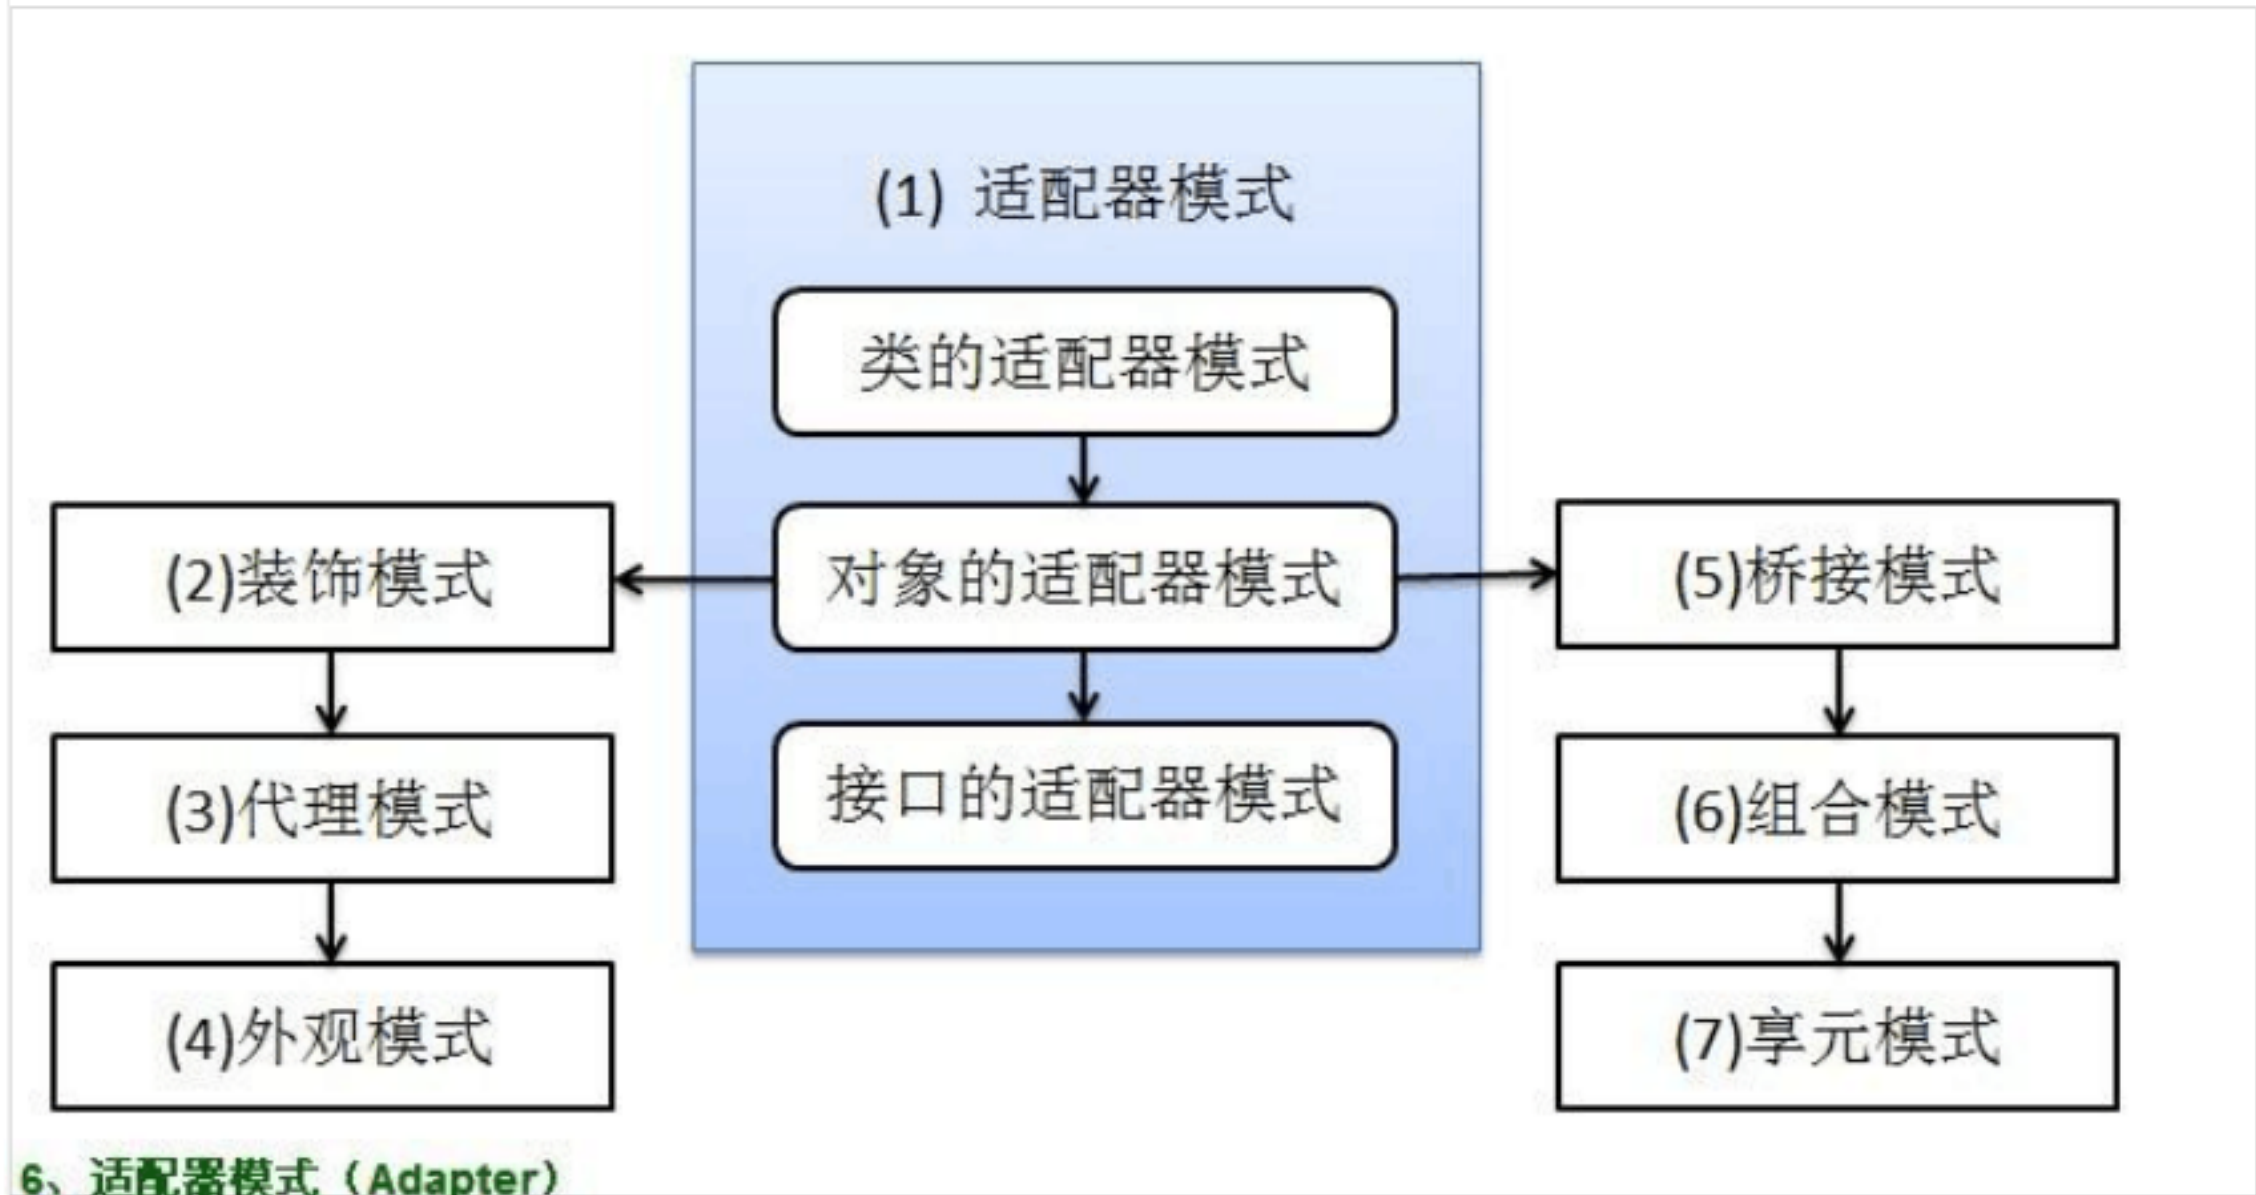 (1) 适配器模式
类的适配器模式
对象的适配器模式
接口的适配器模式
(2)装饰模式
(3)代理模式
(4)外观模式
(5)桥接模式
(6)组合模式
(7)享元模式
6、适配器模式（Adapter）